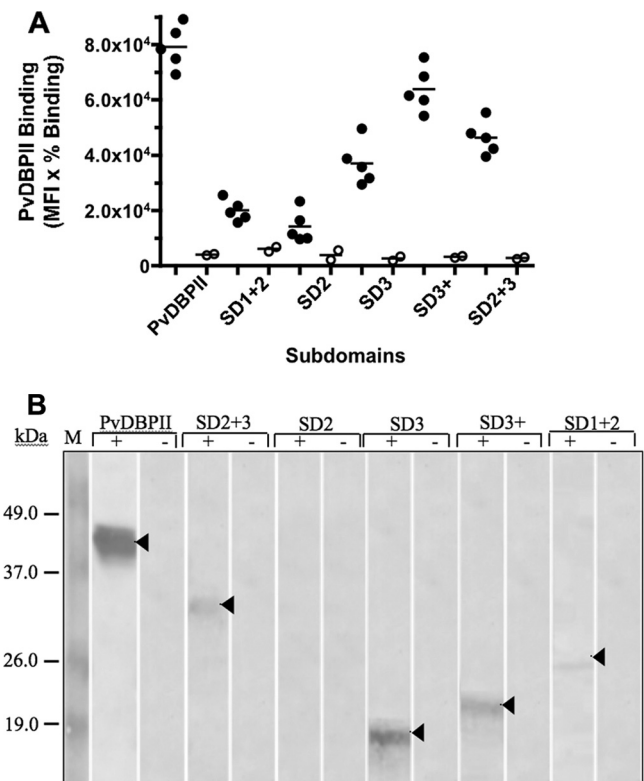 A
PvDBPII Binding
(MFI x % Binding)
8.0x10⁴
6.0x10⁴
4.0x10⁴
2.0x10⁴
0
PvDBPII
SD1+2
SD2
SD3
SD3+
SD2+3
Subdomains
B
PvDBPII SD2+3 SD2 SD3 SD3+ SD1+2
kDa M + - + - + - + - + - + -
49.0
37.0
26.0
19.0